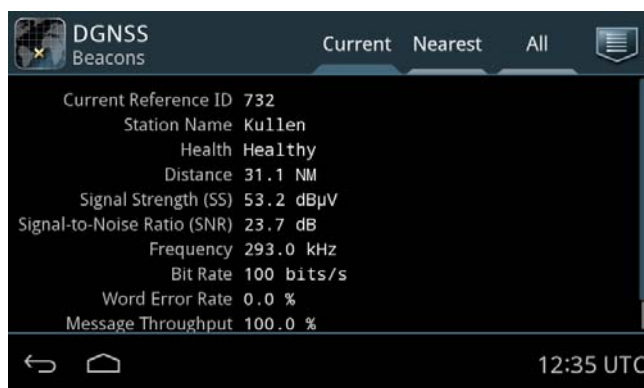 DGNSS
Beacons
Current Nearest All
Current Reference ID 732
Station Name Kullen
Health Healthy
Distance 31.1 NM
Signal Strength (SS) 53.2 dBµV
Signal-to-Noise Ratio (SNR) 23.7 dB
Frequency 293.0 kHz
Bit Rate 100 bits/s
Word Error Rate 0.0 %
Message Throughput 100.0 %
12:35 UTC